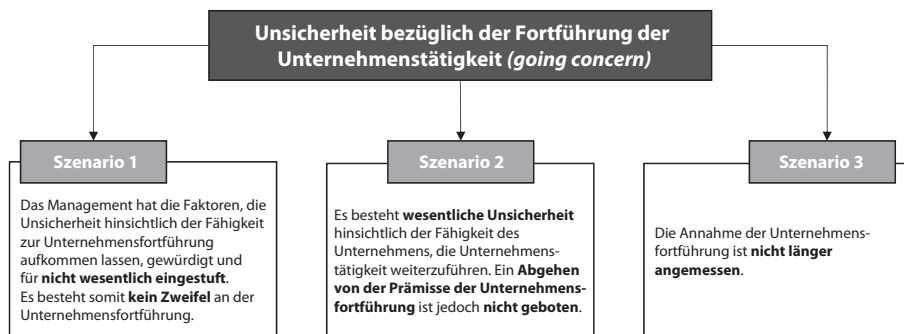 Unsicherheit bezüglich der Fortführung der
Unternehmenstätigkeit (going concern)
Szenario 1
Das Management hat die Faktoren, die
Unsicherheit hinsichtlich der Fähigkeit
zur Unternehmensfortführung
aufkommen lassen, gewürdigt und
für nicht wesentlich eingestuft.
Es besteht somit kein Zweifel an der
Unternehmensfortführung.
Szenario 2
Es besteht wesentliche Unsicherheit
hinsichtlich der Fähigkeit des
Unternehmens, die Unternehmens-
tätigkeit weiterzuführen. Ein Abgehen
von der Prämisse der Unternehmens-
fortführung ist jedoch nicht geboten.
Szenario 3
Die Annahme der Unternehmens-
fortführung ist nicht länger
angemessen.